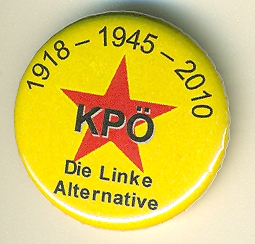 1918 – 1945 – 2010
KPÖ
Die Linke
Alternative